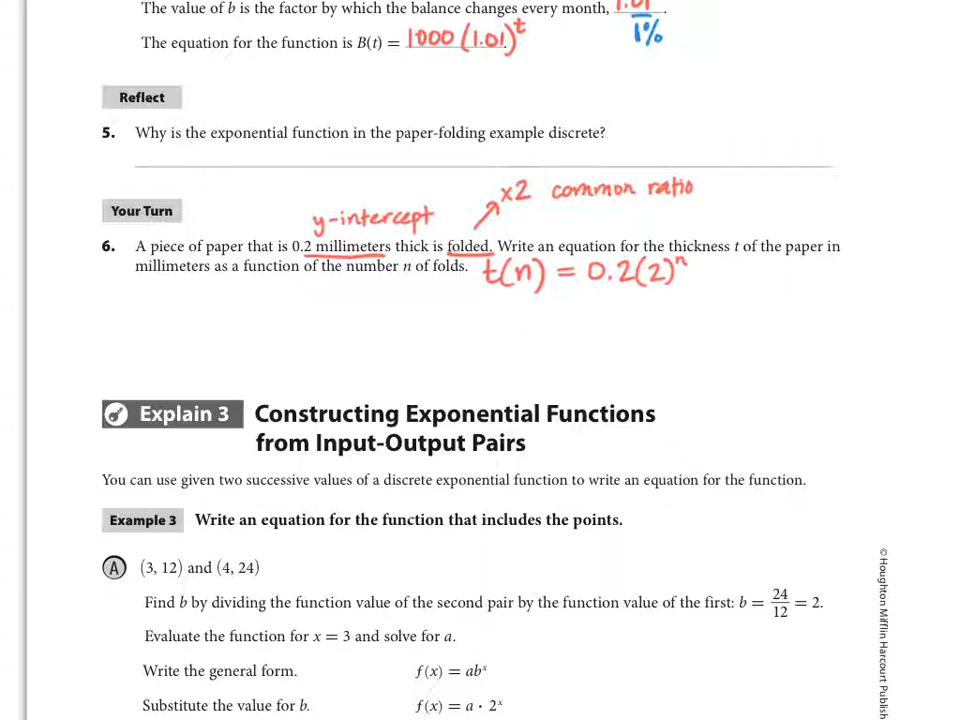 The value of b is the factor by which the balance changes every month, 1.01.
1%
The equation for the function is B(t) = 1000 (1.01)^t.
Reflect
5. Why is the exponential function in the paper-folding example discrete?
x2 common ratio
Your Turn
y-intercept
6. A piece of paper that is 0.2 millimeters thick is folded. Write an equation for the thickness t of the paper in
millimeters as a function of the number n of folds. t(n) = 0.2(2)^n
Explain 3 Constructing Exponential Functions
from Input-Output Pairs
You can use given two successive values of a discrete exponential function to write an equation for the function.
Example 3 Write an equation for the function that includes the points.
A (3, 12) and (4, 24)
Find b by dividing the function value of the second pair by the function value of the first: b = 24/12 = 2.
Evaluate the function for x = 3 and solve for a.
Write the general form. f(x) = ab^x
Substitute the value for b. f(x) = a · 2^x
© Houghton Mifflin Harcourt Publish